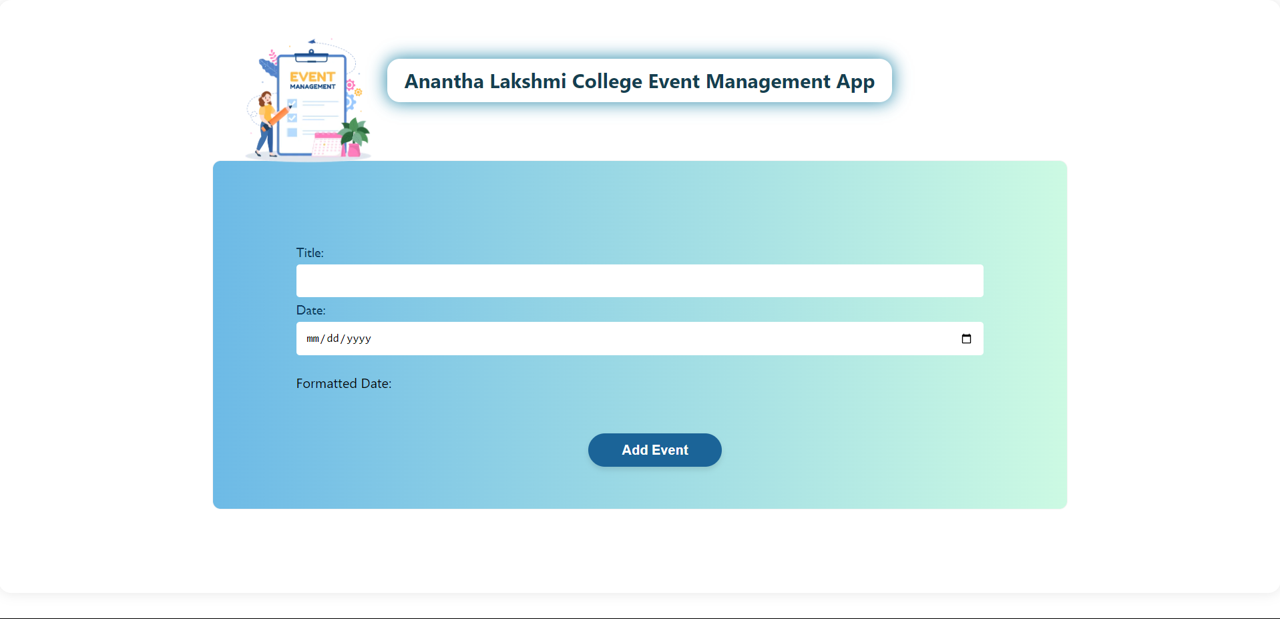 EVENT
MANAGEMENT
Anantha Lakshmi College Event Management App
Title:
Date:
mm/dd/yyyy
Formatted Date:
Add Event